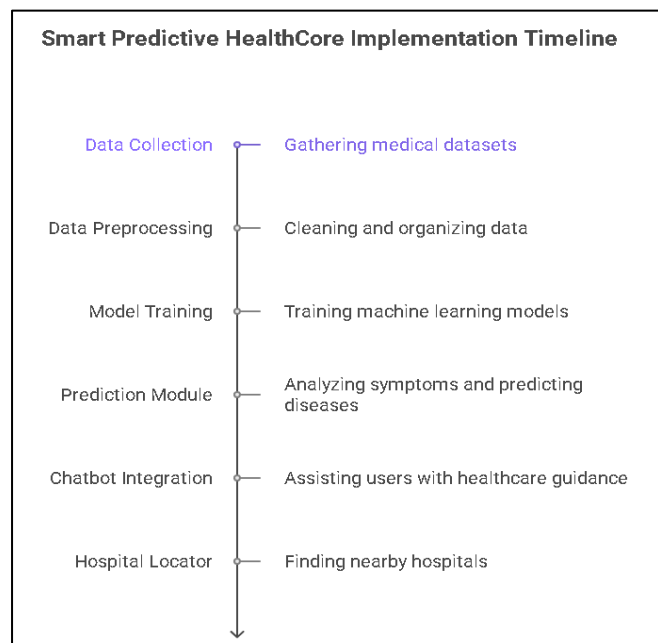 Smart Predictive HealthCore Implementation Timeline
Data Collection
Gathering medical datasets
Data Preprocessing
Cleaning and organizing data
Model Training
Training machine learning models
Prediction Module
Analyzing symptoms and predicting
diseases
Chatbot Integration
Assisting users with healthcare guidance
Hospital Locator
Finding nearby hospitals